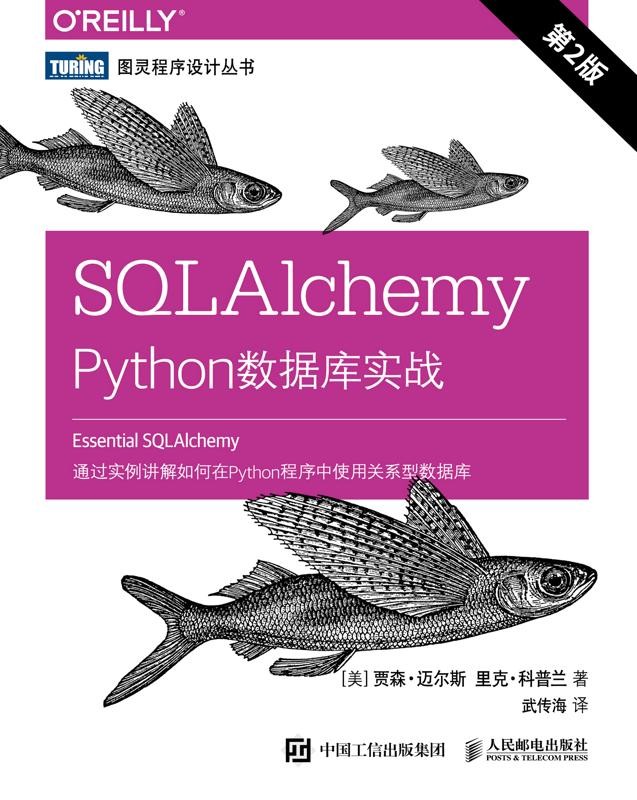 O'REILLY®
第2版
TURING 图灵程序设计丛书
SQLAlchemy
Python数据库实战
Essential SQLAlchemy
通过实例讲解如何在Python程序中使用关系型数据库
[美] 贾森·迈尔斯 里克·科普兰 著
武传海 译
中国工信出版集团
人民邮电出版社
POSTS & TELECOM PRESS